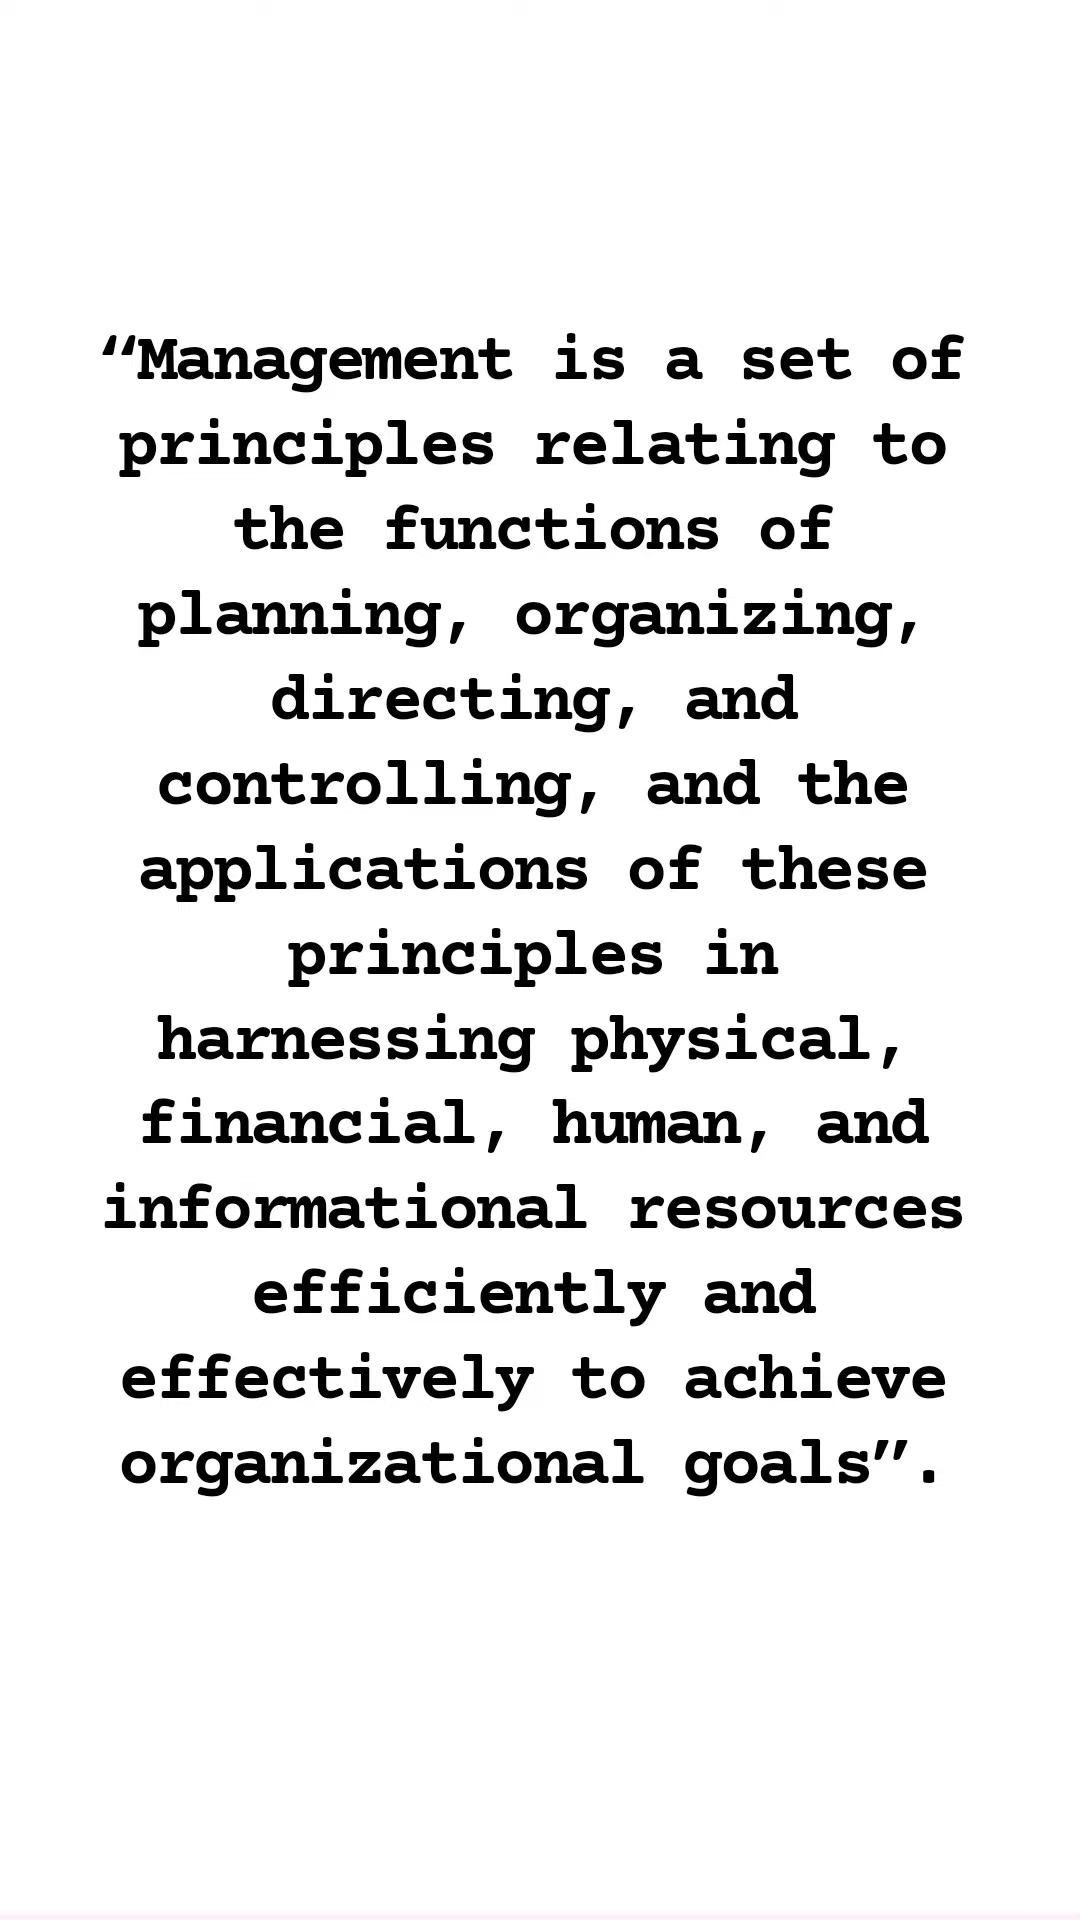 “Management is a set of
principles relating to
the functions of
planning, organizing,
directing, and
controlling, and the
applications of these
principles in
harnessing physical,
financial, human, and
informational resources
efficiently and
effectively to achieve
organizational goals”.